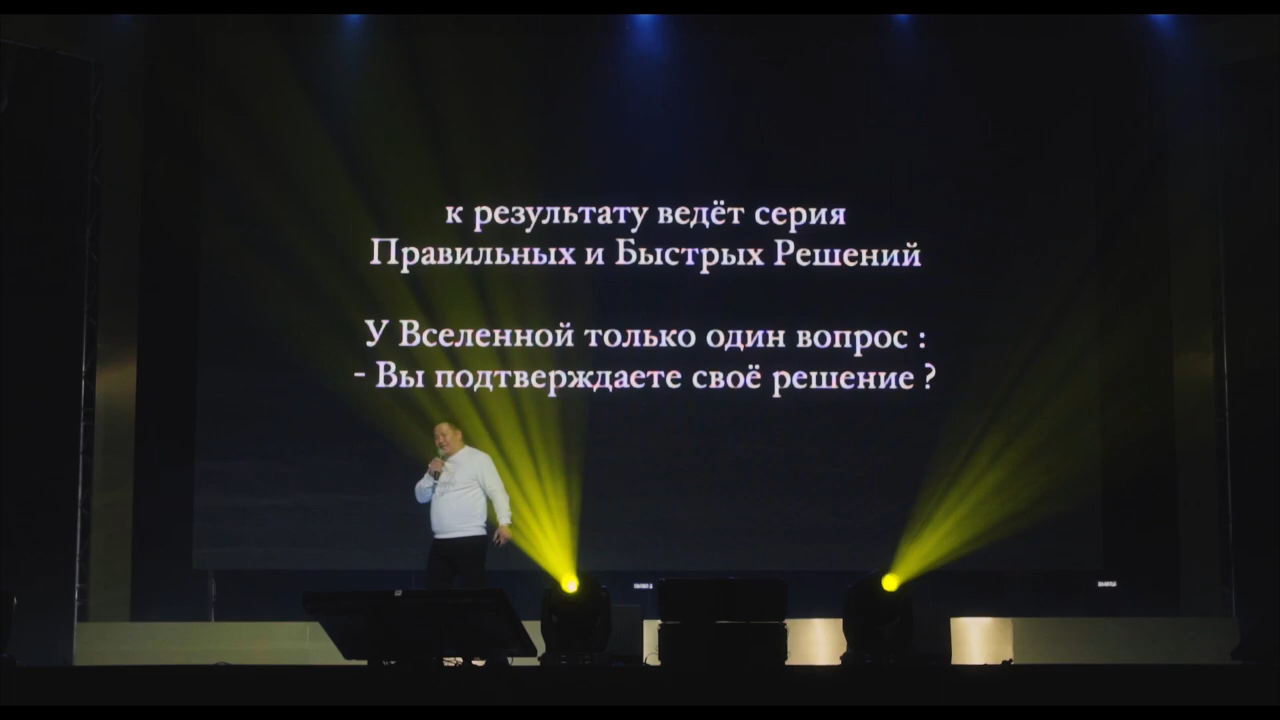 к результату ведёт серия
Правильных и Быстрых Решений
У Вселенной только один вопрос :
- Вы подтверждаете своё решение ?